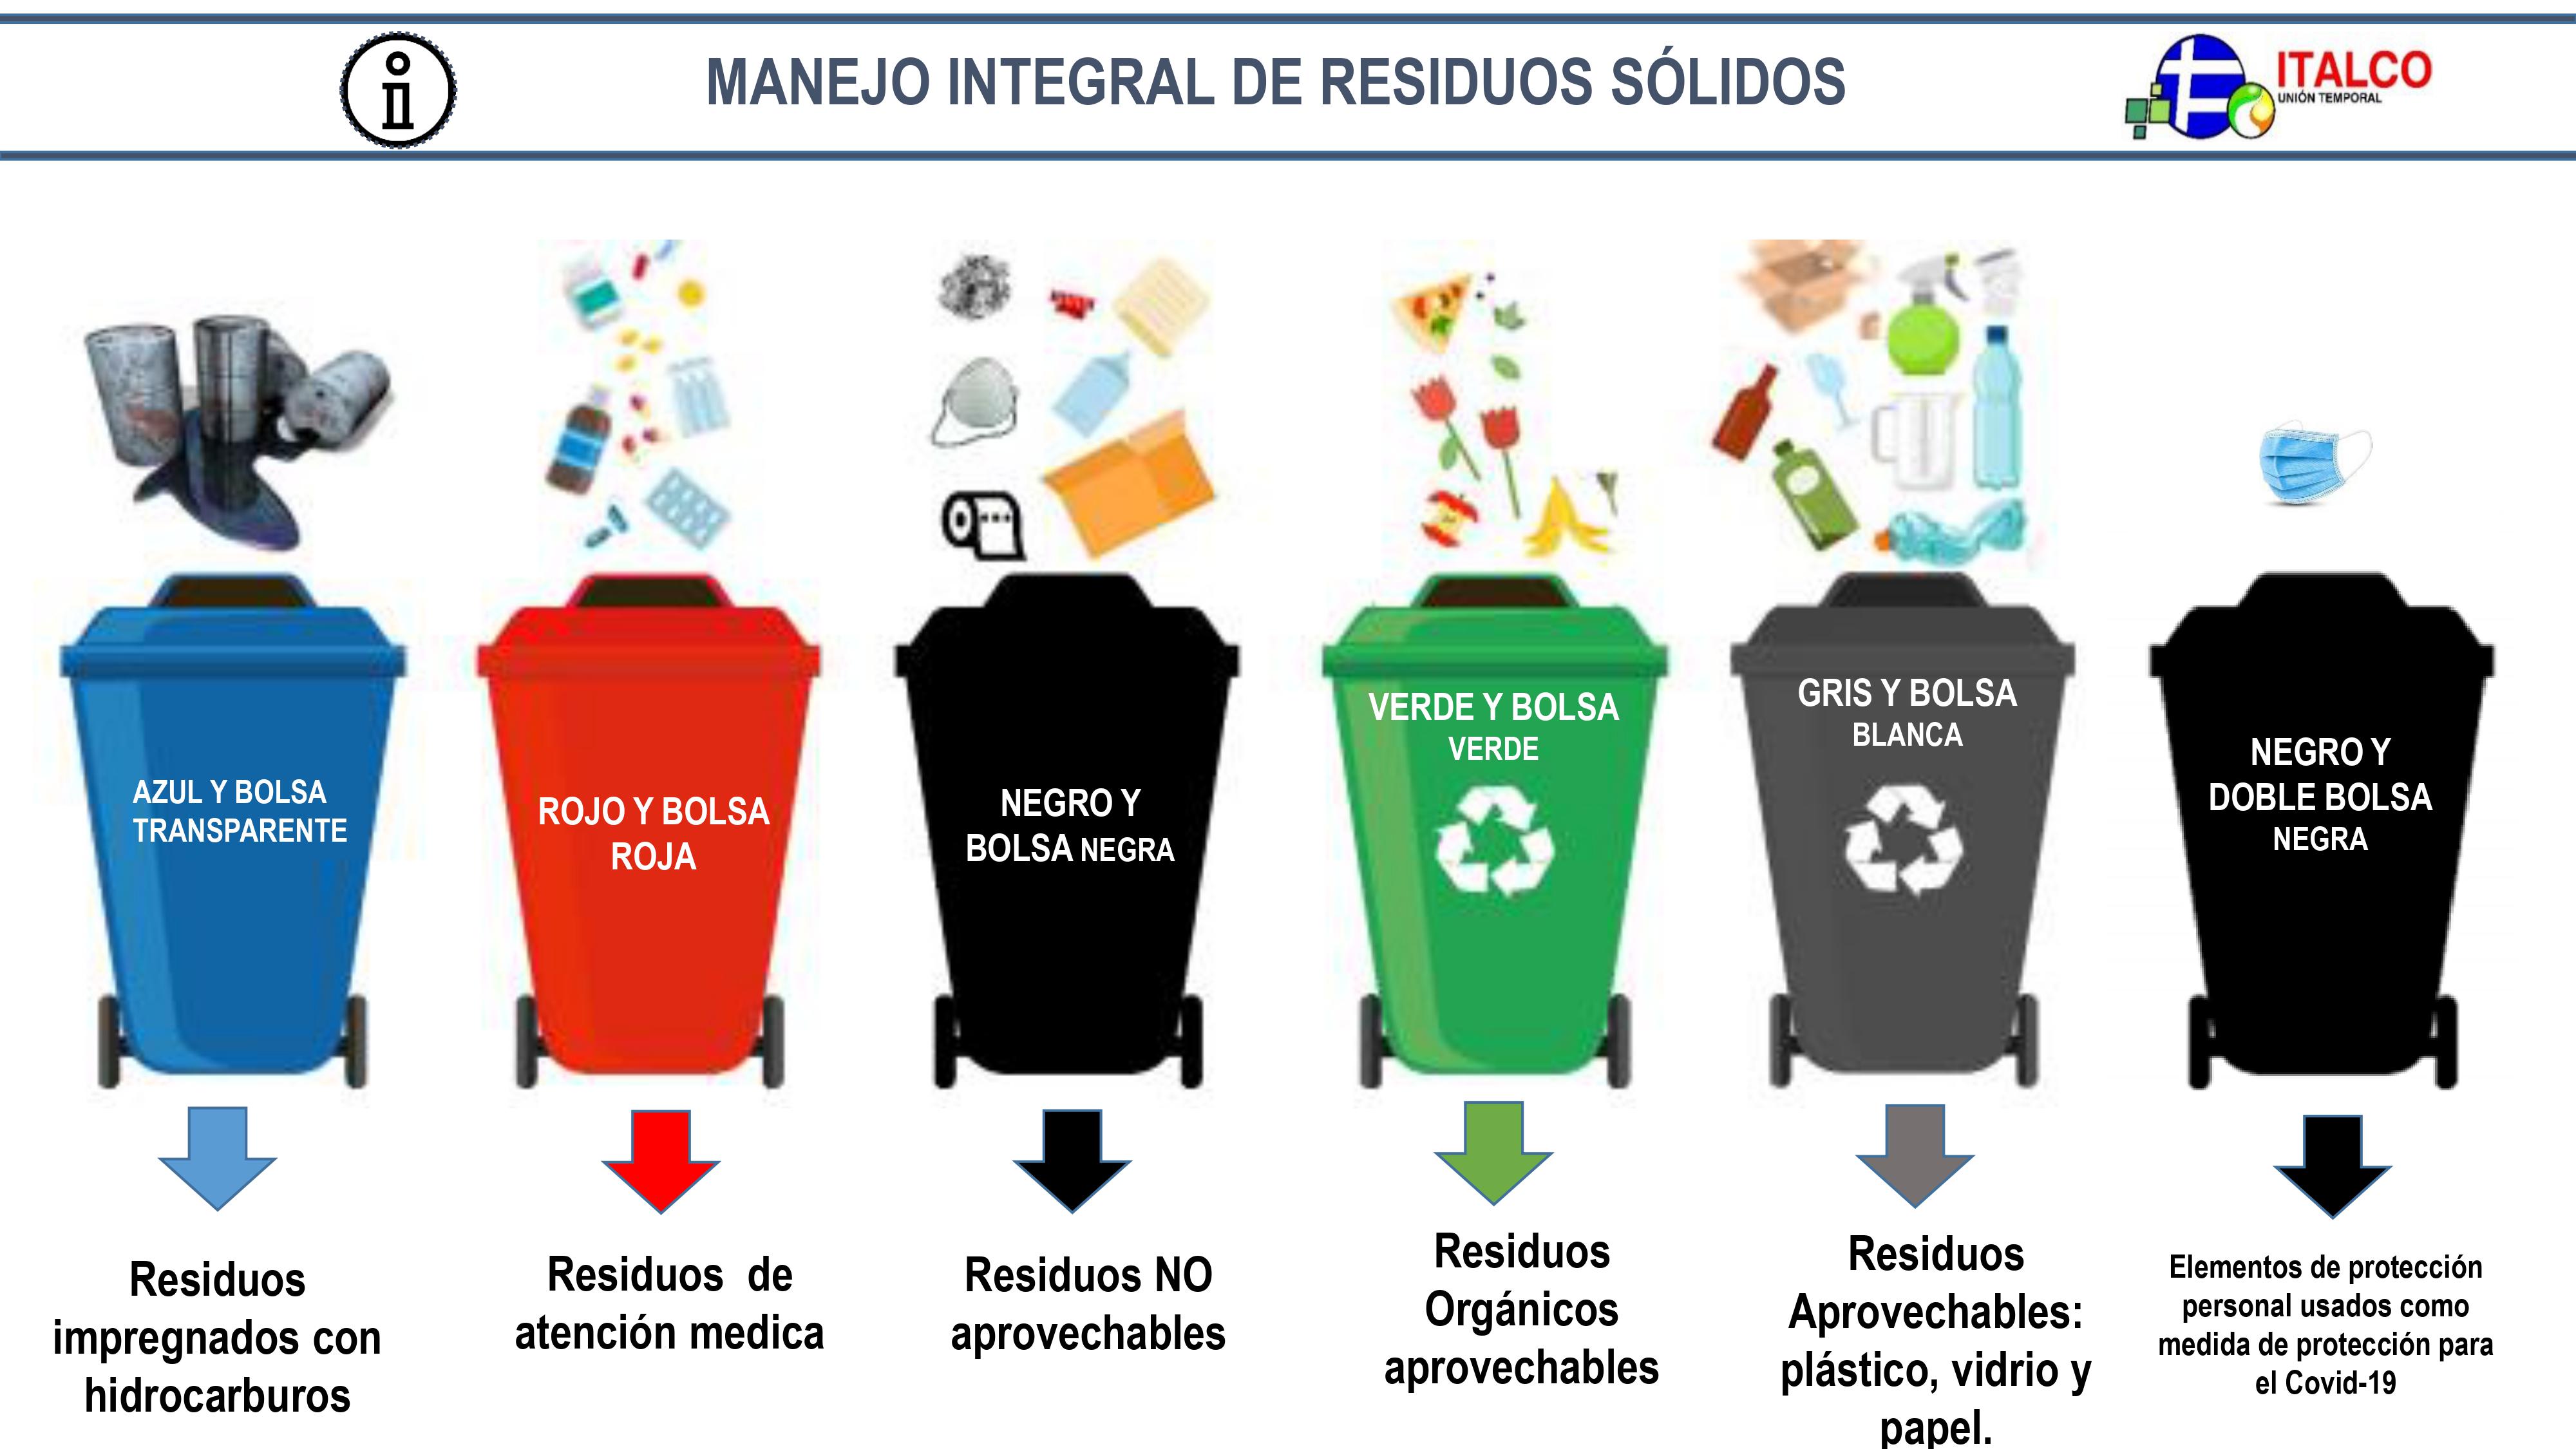 MANEJO INTEGRAL DE RESIDUOS SÓLIDOS
ITALCO
UNIÓN TEMPORAL
AZUL Y BOLSA
TRANSPARENTE
ROJO Y BOLSA
ROJA
NEGRO Y
BOLSA NEGRA
VERDE Y BOLSA
VERDE
GRIS Y BOLSA
BLANCA
NEGRO Y
DOBLE BOLSA
NEGRA
Residuos
impregnados con
hidrocarburos
Residuos de
atención medica
Residuos NO
aprovechables
Residuos
Orgánicos
aprovechables
Residuos
Aprovechables:
plástico, vidrio y
papel.
Elementos de protección
personal usados como
medida de protección para
el Covid-19